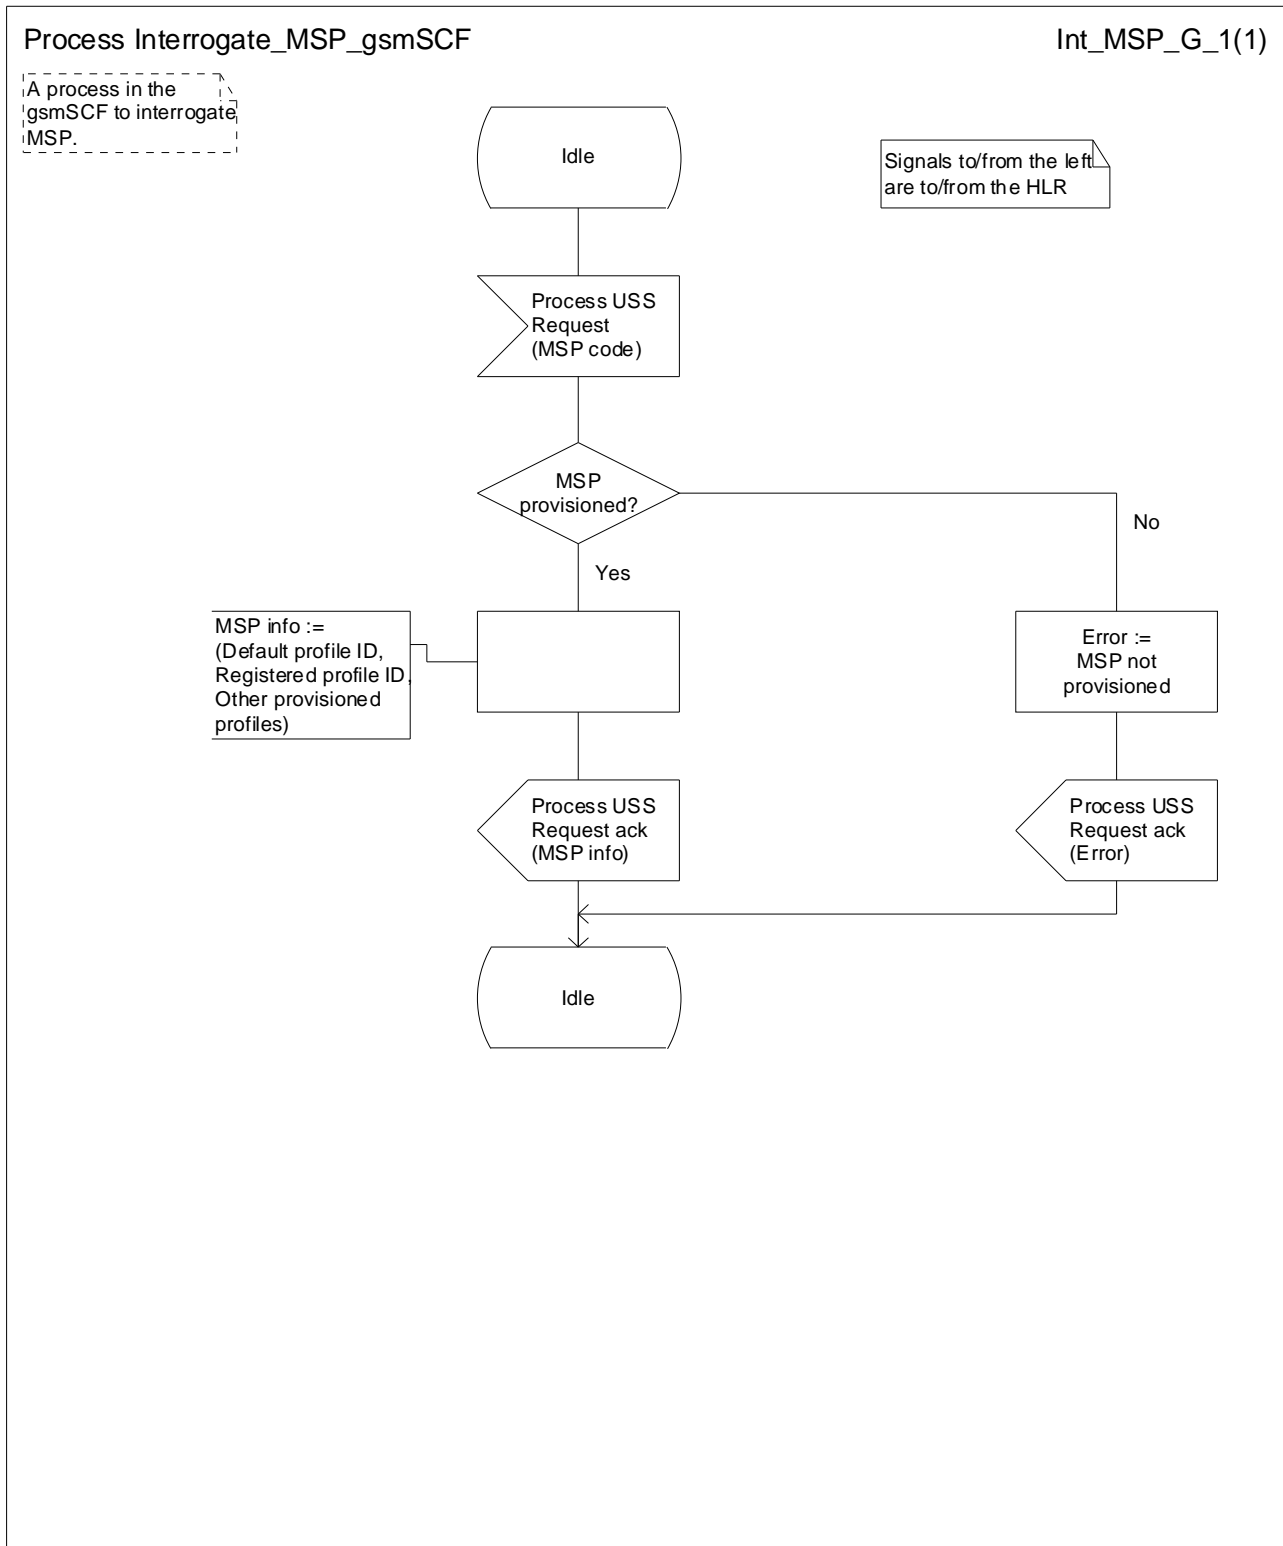 Process Interrogate_MSP_gsmSCF
Int_MSP_G_1(1)
A process in the
gsmSCF to interrogate
MSP.
Idle
Signals to/from the left
are to/from the HLR
Process USS
Request
(MSP code)
MSP
provisioned?
No
Yes
MSP info :=
(Default profile ID,
Registered profile ID,
Other provisioned
profiles)
Error :=
MSP not
provisioned
Process USS
Request ack
(MSP info)
Process USS
Request ack
(Error)
Idle